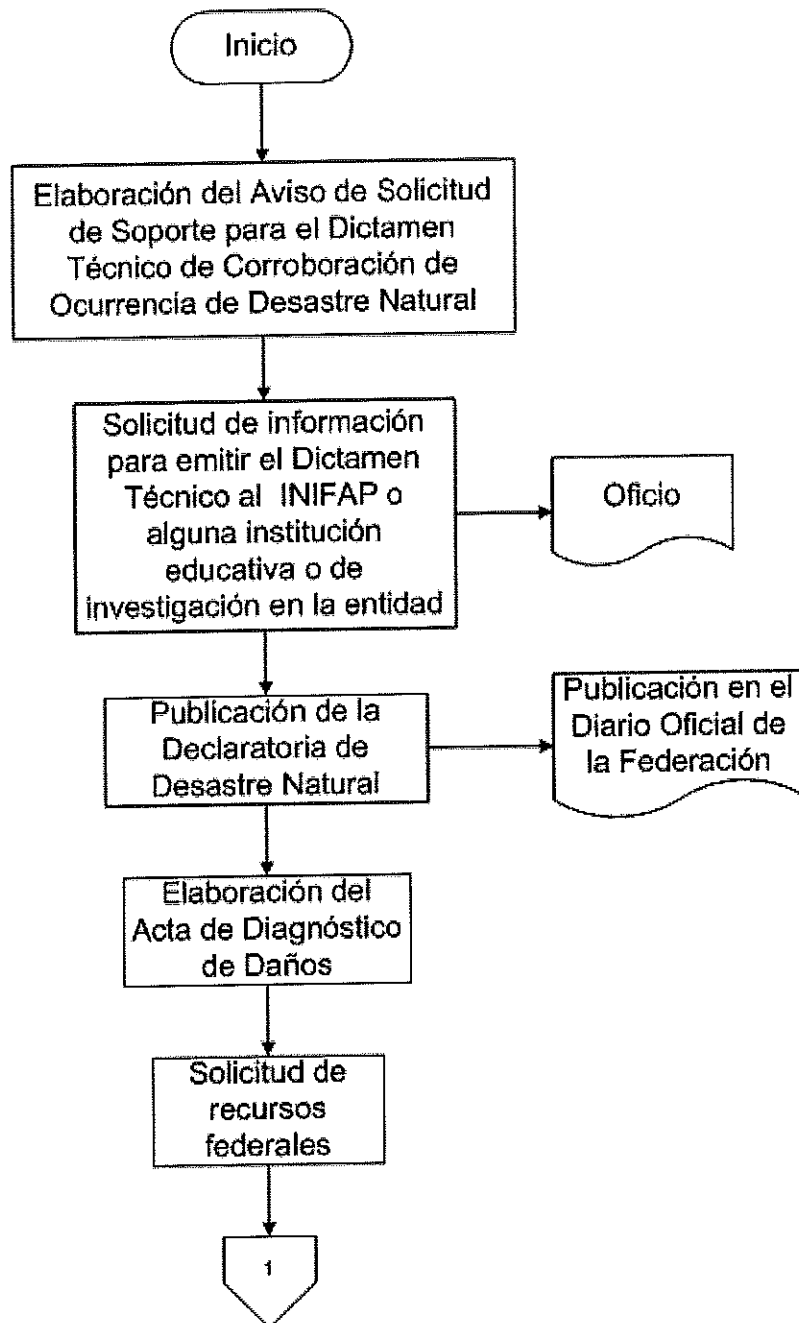 Inicio
Elaboración del Aviso de Solicitud
de Soporte para el Dictamen
Técnico de Corroboración de
Ocurrencia de Desastre Natural
Solicitud de información
para emitir el Dictamen
Técnico al INIFAP o
alguna institución
educativa o de
investigación en la entidad
Oficio
Publicación de la
Declaratoria de
Desastre Natural
Publicación en el
Diario Oficial de
la Federación
Elaboración del
Acta de Diagnóstico
de Daños
Solicitud de
recursos
federales
1